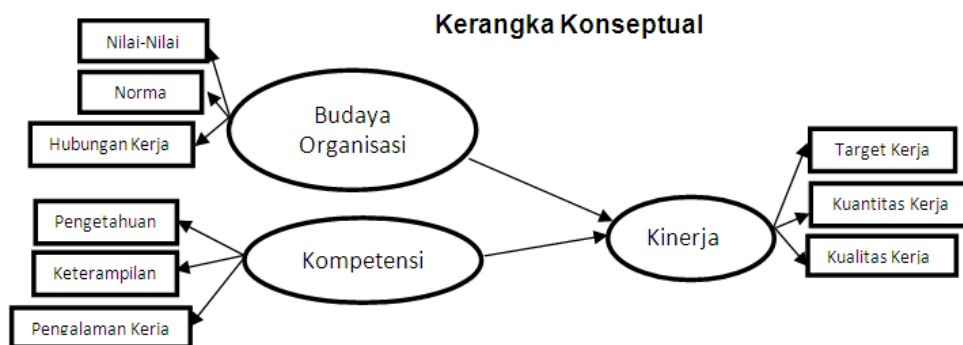 Kerangka Konseptual
Nilai-Nilai
Norma
Hubungan Kerja
Budaya
Organisasi
Pengetahuan
Keterampilan
Pengalaman Kerja
Kompetensi
Kinerja
Target Kerja
Kuantitas Kerja
Kualitas Kerja